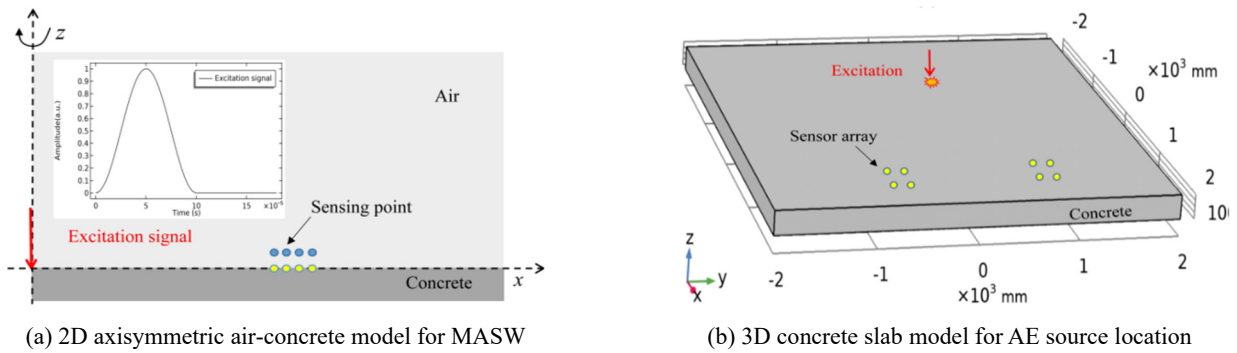 z
Excitation signal
Amplitude(a.u.)
1
0.9
0.8
0.7
0.6
0.5
0.4
0.3
0.2
0.1
0
0
5
10
15
×10⁻⁵
Time (s)
Air
Sensing point
Excitation signal
Concrete
x
(a) 2D axisymmetric air-concrete model for MASW
-2
-1
×10³ mm
0
1
2
10
Excitation
Sensor array
Concrete
z
y
x
-2
-1
0
1
2
×10³ mm
(b) 3D concrete slab model for AE source location